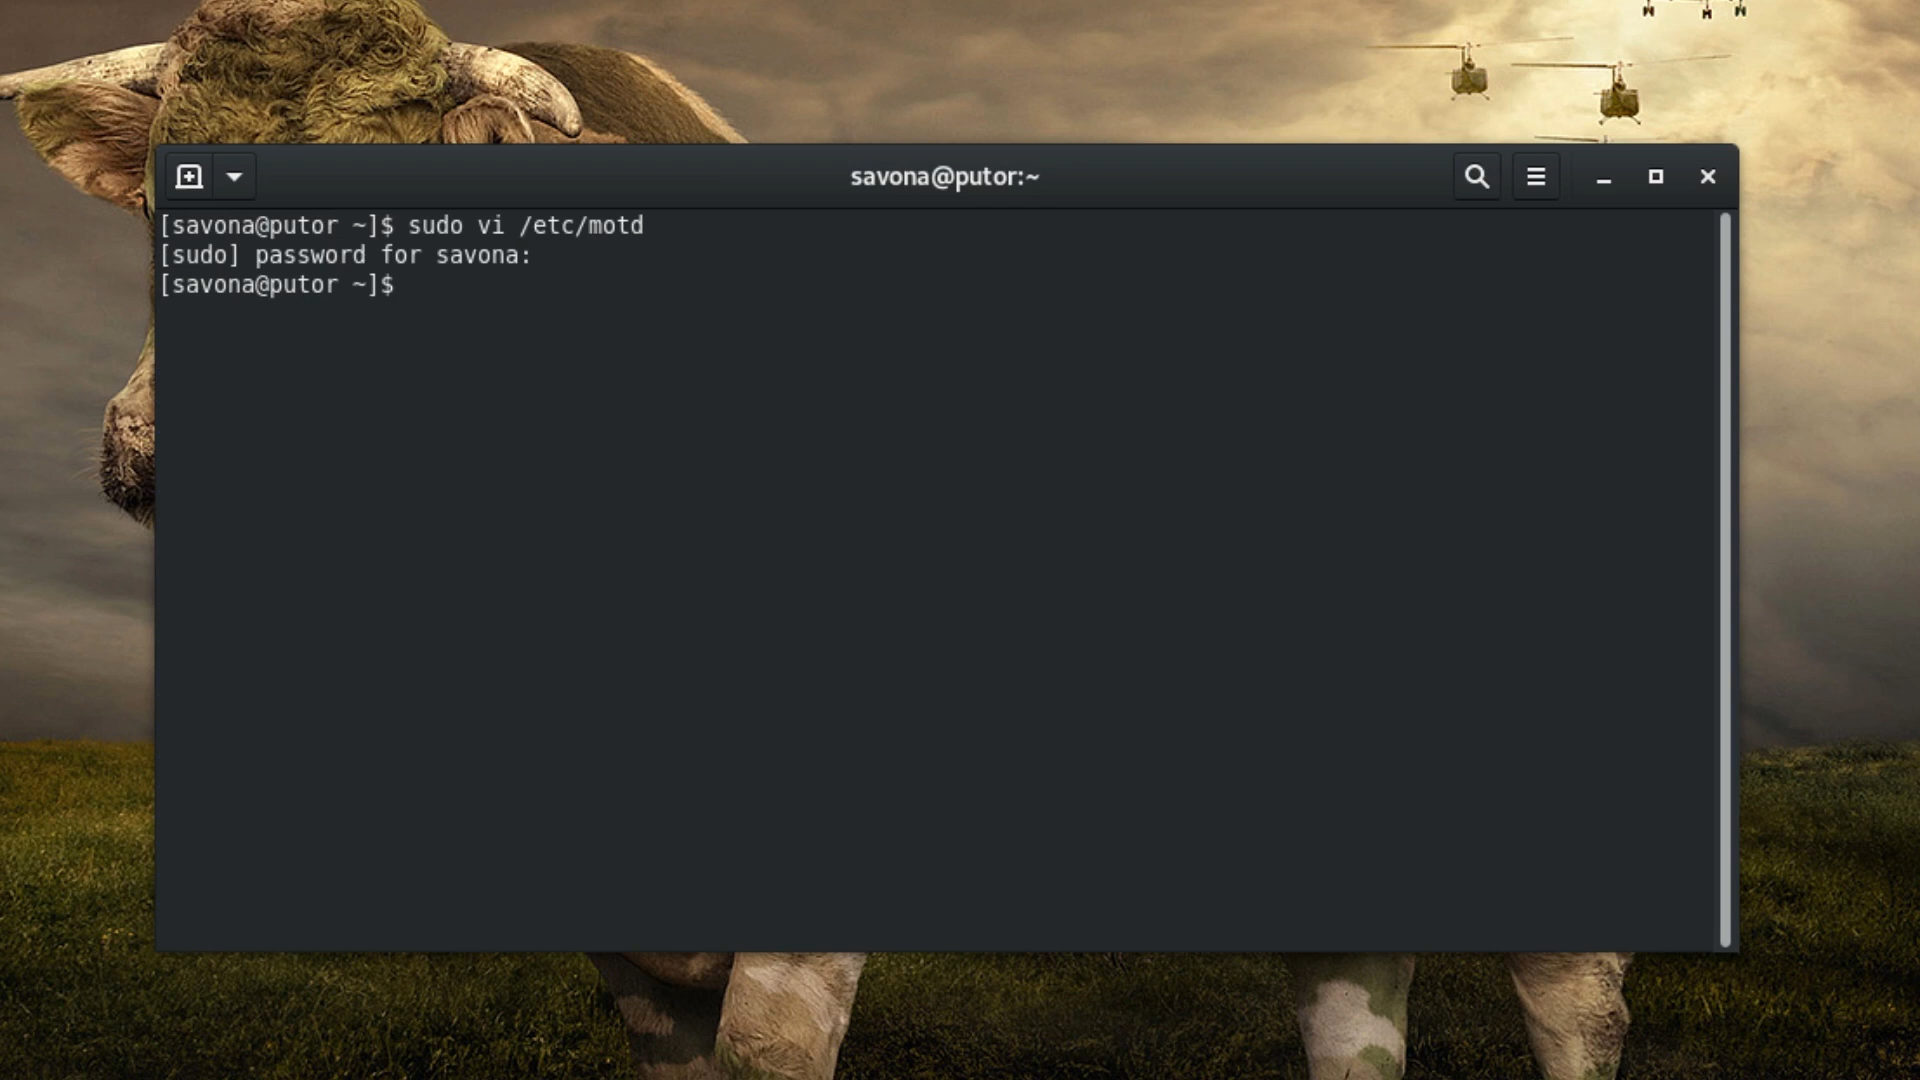 savona@putor:~
[savona@putor ~]$ sudo vi /etc/motd
[sudo] password for savona:
[savona@putor ~]$